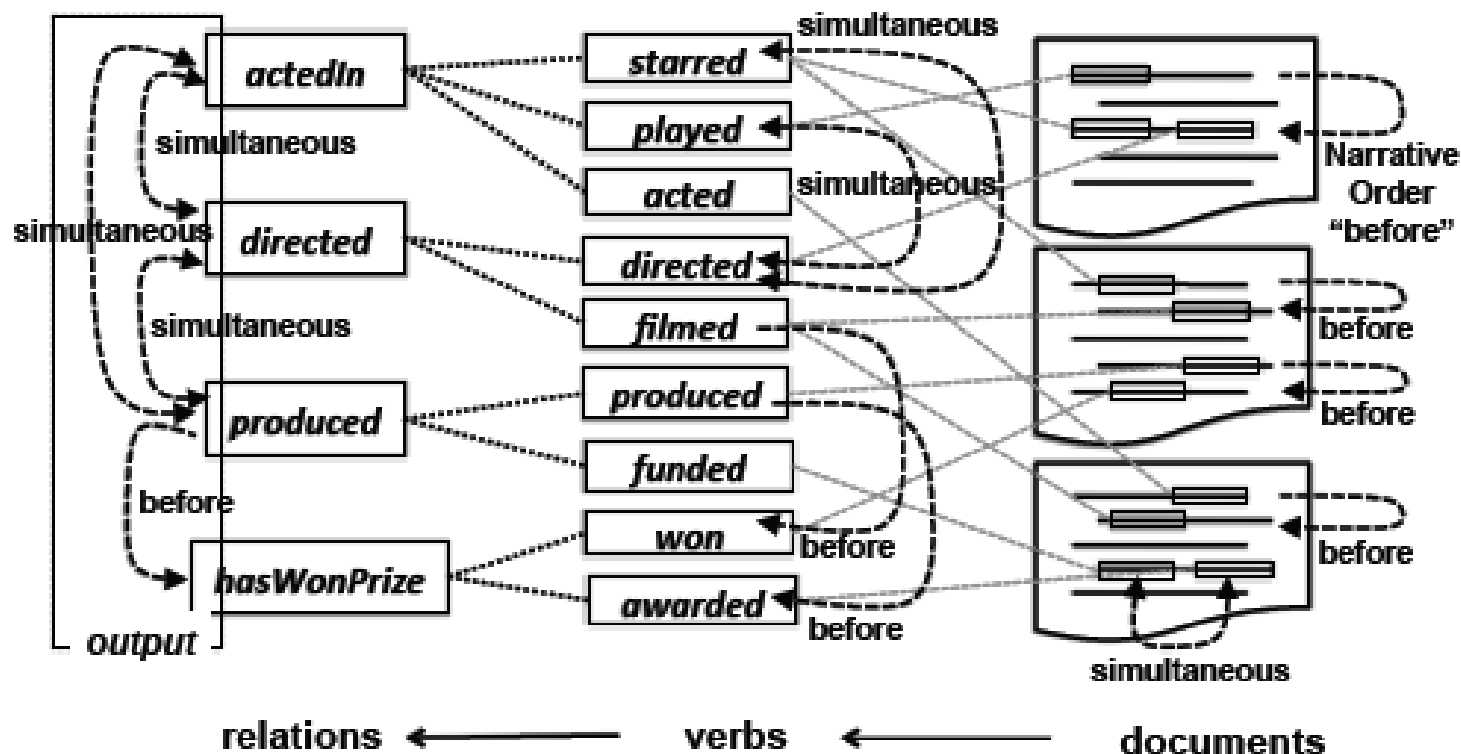 simultaneous
actedIn
starred
simultaneous
played
Narrative
Order
“before”
acted
simultaneous
simultaneous
directed
directed
simultaneous
filmed
before
produced
produced
before
before
funded
won
before
before
hasWonPrize
awarded
before
output
simultaneous
relations
verbs
documents